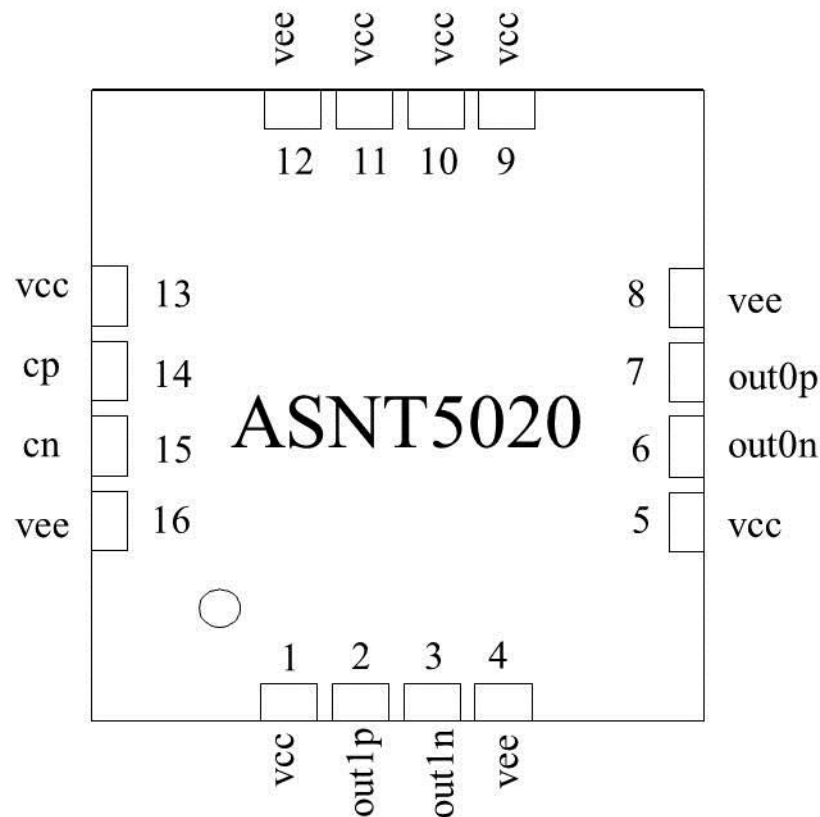 vee vcc vcc vcc
12 11 10 9
vcc 13
cp 14
cn 15
vee 16
ASNT5020
8 vee
7 out0p
6 out0n
5 vcc
1 2 3 4
vcc out1p out1n vee